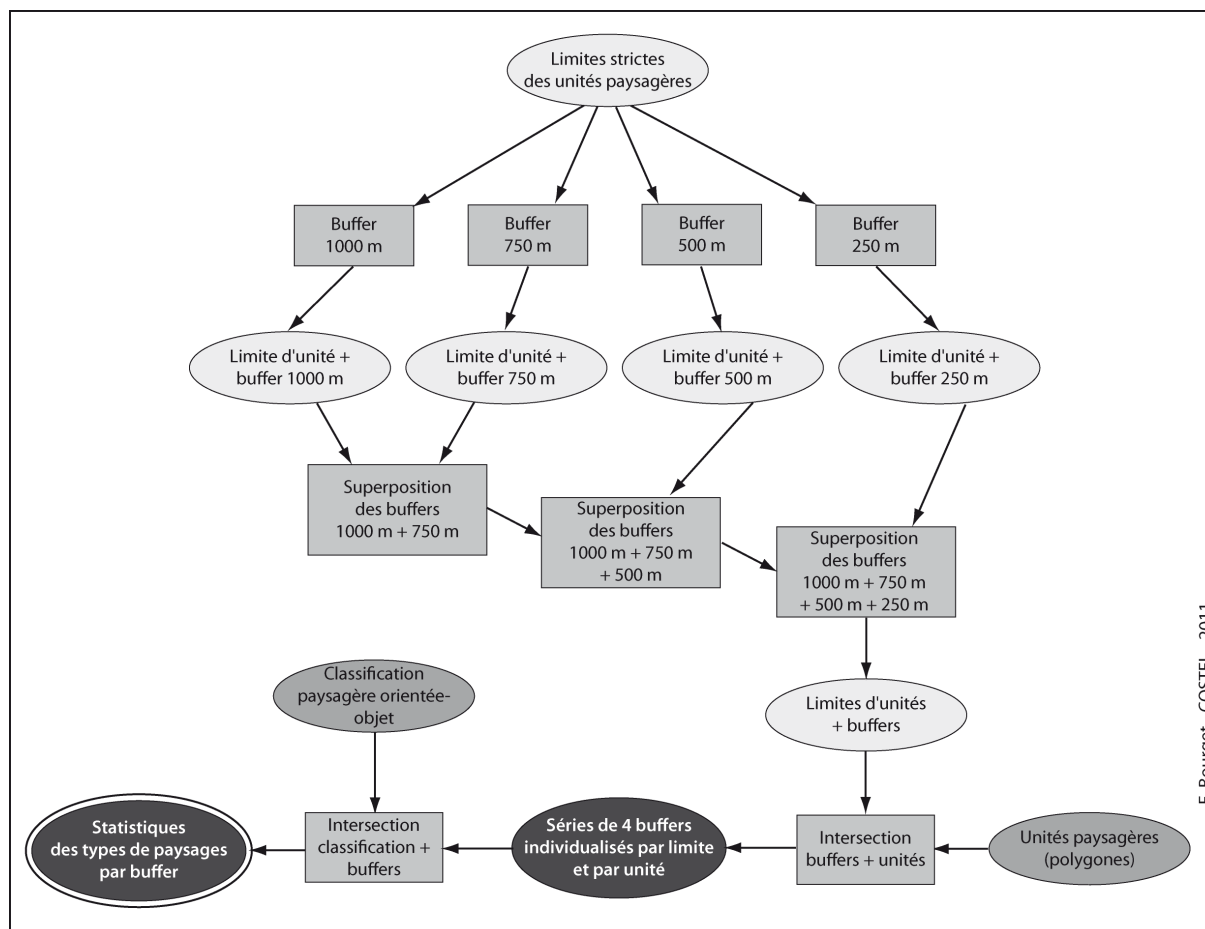 Limites strictes
des unités paysagères
Buffer
1000 m
Buffer
750 m
Buffer
500 m
Buffer
250 m
Limite d'unité +
buffer 1000 m
Limite d'unité +
buffer 750 m
Limite d'unité +
buffer 500 m
Limite d'unité +
buffer 250 m
Superposition
des buffers
1000 m + 750 m
Superposition
des buffers
1000 m + 750 m
+ 500 m
Superposition
des buffers
1000 m + 750 m
+ 500 m + 250 m
Classification
paysagère orientée-
objet
Limites d'unités
+ buffers
Statistiques
des types de paysages
par buffer
Intersection
classification +
buffers
Séries de 4 buffers
individualisés par limite
et par unité
Intersection
buffers + unités
Unités paysagères
(polygones)
2011